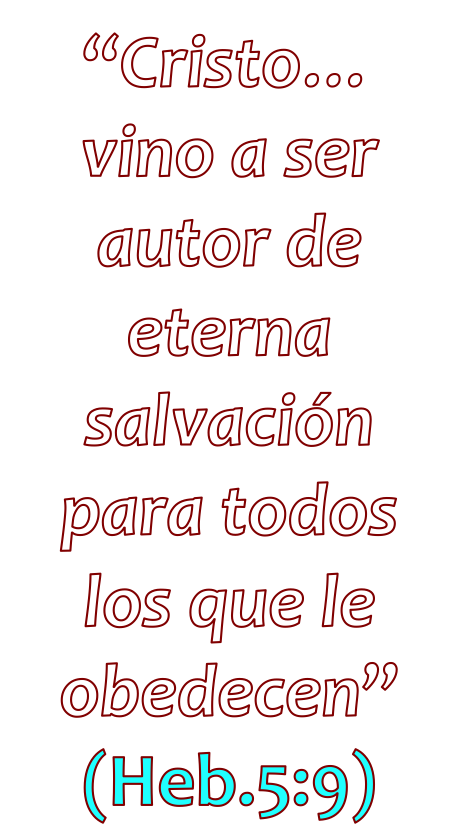 “Cristo...
vino a ser
autor de
eterna
salvación
para todos
los que le
obedecen”
(Heb.5:9)